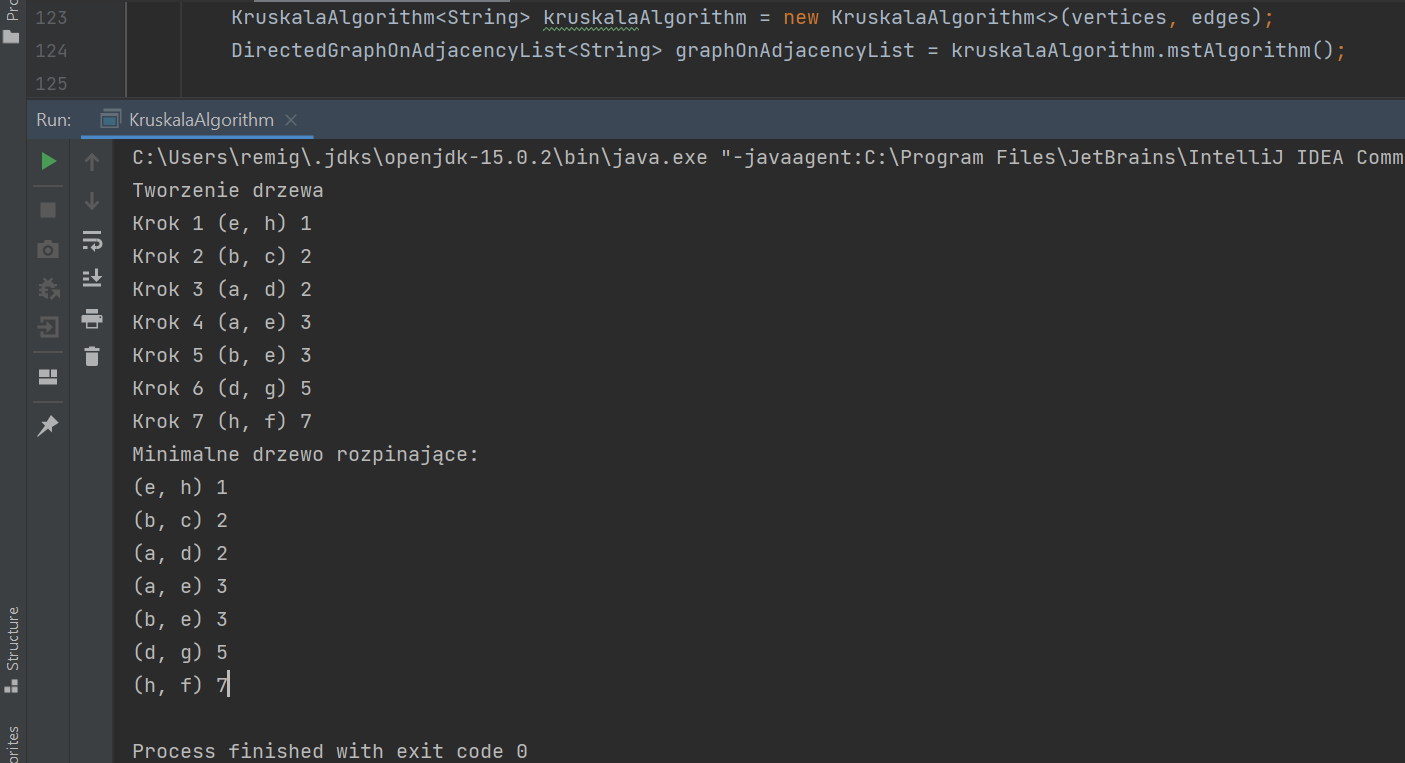 Pro
123 KruskalaAlgorithm<String> kruskalaAlgorithm = new KruskalaAlgorithm<>(vertices, edges);
124 DirectedGraphOnAdjacencyList<String> graphOnAdjacencyList = kruskalaAlgorithm.mstAlgorithm();
125
Run: KruskalaAlgorithm
C:\Users\remig\.jdks\openjdk-15.0.2\bin\java.exe "-javaagent:C:\Program Files\JetBrains\IntelliJ IDEA Comm
Tworzenie drzewa
Krok 1 (e, h) 1
Krok 2 (b, c) 2
Krok 3 (a, d) 2
Krok 4 (a, e) 3
Krok 5 (b, e) 3
Krok 6 (d, g) 5
Krok 7 (h, f) 7
Minimalne drzewo rozpinające:
(e, h) 1
(b, c) 2
(a, d) 2
(a, e) 3
(b, e) 3
(d, g) 5
(h, f) 7
Process finished with exit code 0
Structure
orites